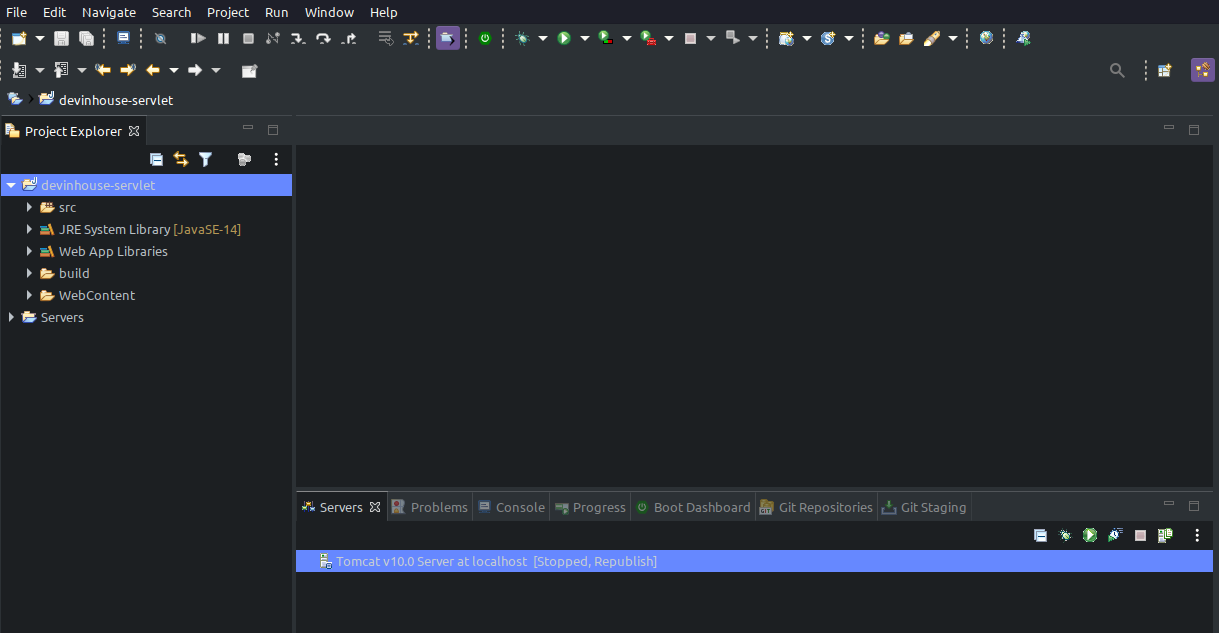 File Edit Navigate Search Project Run Window Help
devinhouse-servlet
Project Explorer
devinhouse-servlet
src
JRE System Library [JavaSE-14]
Web App Libraries
build
WebContent
Servers
Servers Problems Console Progress Boot Dashboard Git Repositories Git Staging
Tomcat v10.0 Server at localhost [Stopped, Republish]